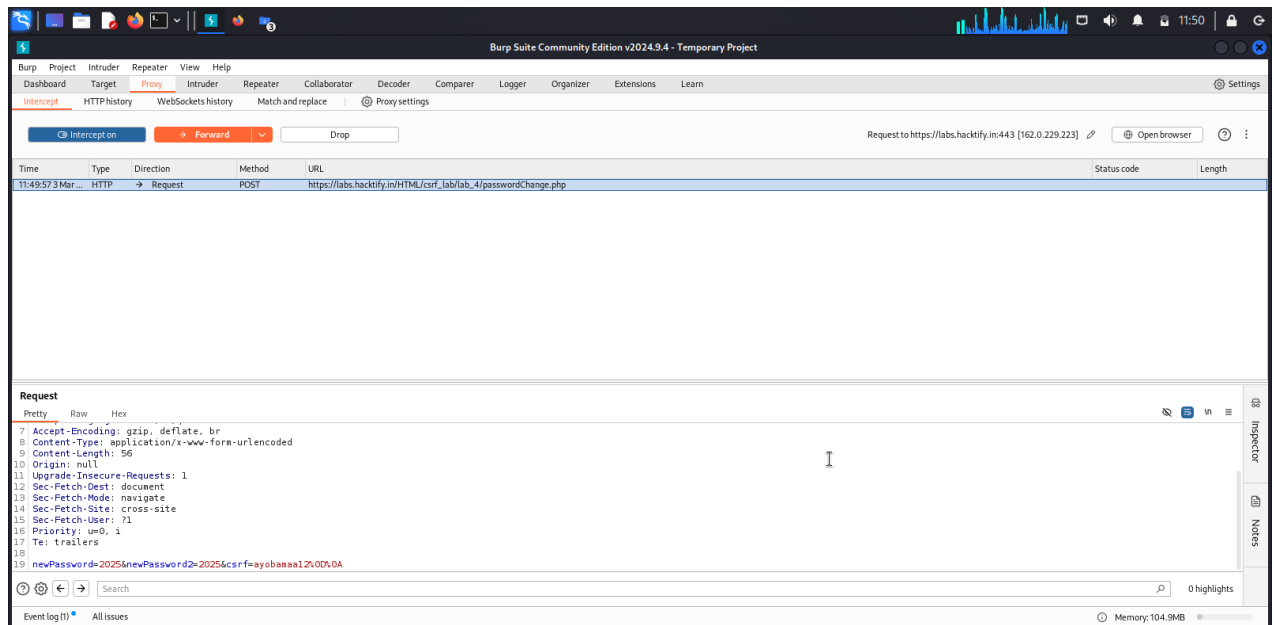 3
11:50
Burp Suite Community Edition v2024.9.4 - Temporary Project
Burp Project Intruder Repeater View Help
Dashboard Target Proxy Intruder Repeater Collaborator Decoder Comparer Logger Organizer Extensions Learn Settings
Intercept HTTP history WebSockets history Match and replace Proxy settings
Intercept on → Forward Drop Request to https://labs.hacktify.in:443 [162.0.229.223] Open browser
Time Type Direction Method URL Status code Length
11:49:57 3 Mar ... HTTP → Request POST https://labs.hacktify.in/HTML/csrf_lab/lab_4/passwordChange.php
Request
Pretty Raw Hex \n
7 Accept-Encoding: gzip, deflate, br
8 Content-Type: application/x-www-form-urlencoded
9 Content-Length: 56
10 Origin: null
11 Upgrade-Insecure-Requests: 1
12 Sec-Fetch-Dest: document
13 Sec-Fetch-Mode: navigate
14 Sec-Fetch-Site: cross-site
15 Sec-Fetch-User: ?1
16 Priority: u=0, i
17 Te: trailers
18
19 newPassword=2025&newPassword2=2025&csrf=ayobamaa12%0D%0A
Inspector
Notes
Search 0 highlights
Event log (1) All issues Memory: 104.9MB